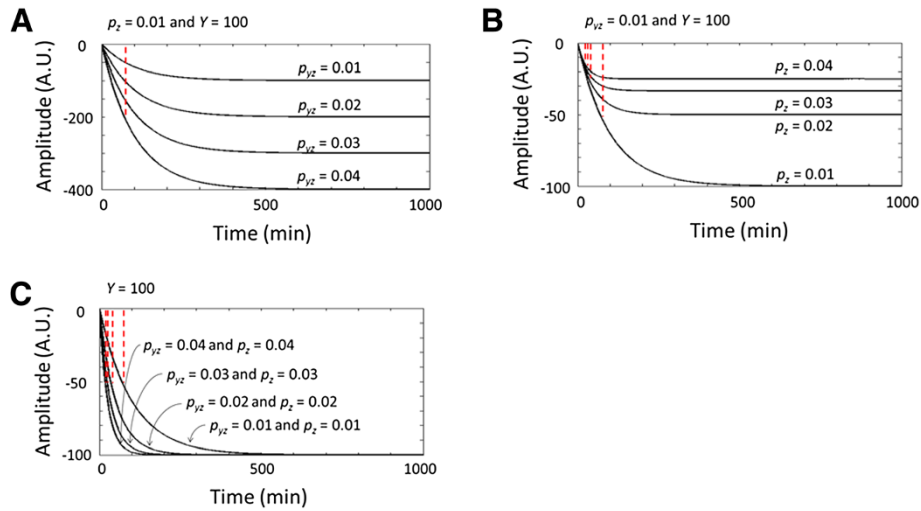 A
p_z = 0.01 and Y = 100
Amplitude (A.U.)
0
-200
-400
p_yz = 0.01
p_yz = 0.02
p_yz = 0.03
p_yz = 0.04
0
500
1000
Time (min)
B
p_yz = 0.01 and Y = 100
Amplitude (A.U.)
0
-50
-100
p_z = 0.04
p_z = 0.03
p_z = 0.02
p_z = 0.01
0
500
1000
Time (min)
C
Y = 100
Amplitude (A.U.)
0
-50
-100
p_yz = 0.04 and p_z = 0.04
p_yz = 0.03 and p_z = 0.03
p_yz = 0.02 and p_z = 0.02
p_yz = 0.01 and p_z = 0.01
0
500
1000
Time (min)